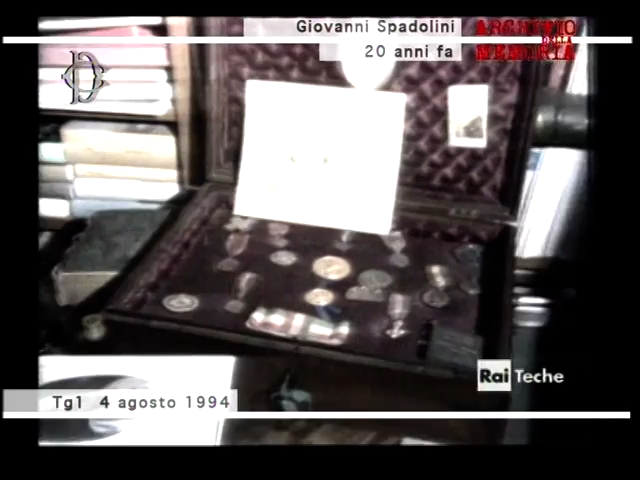 Giovanni Spadolini
20 anni fa
ARCHIVIO
DELLA
MEMORIA
Rai Teche
Tg1 4 agosto 1994